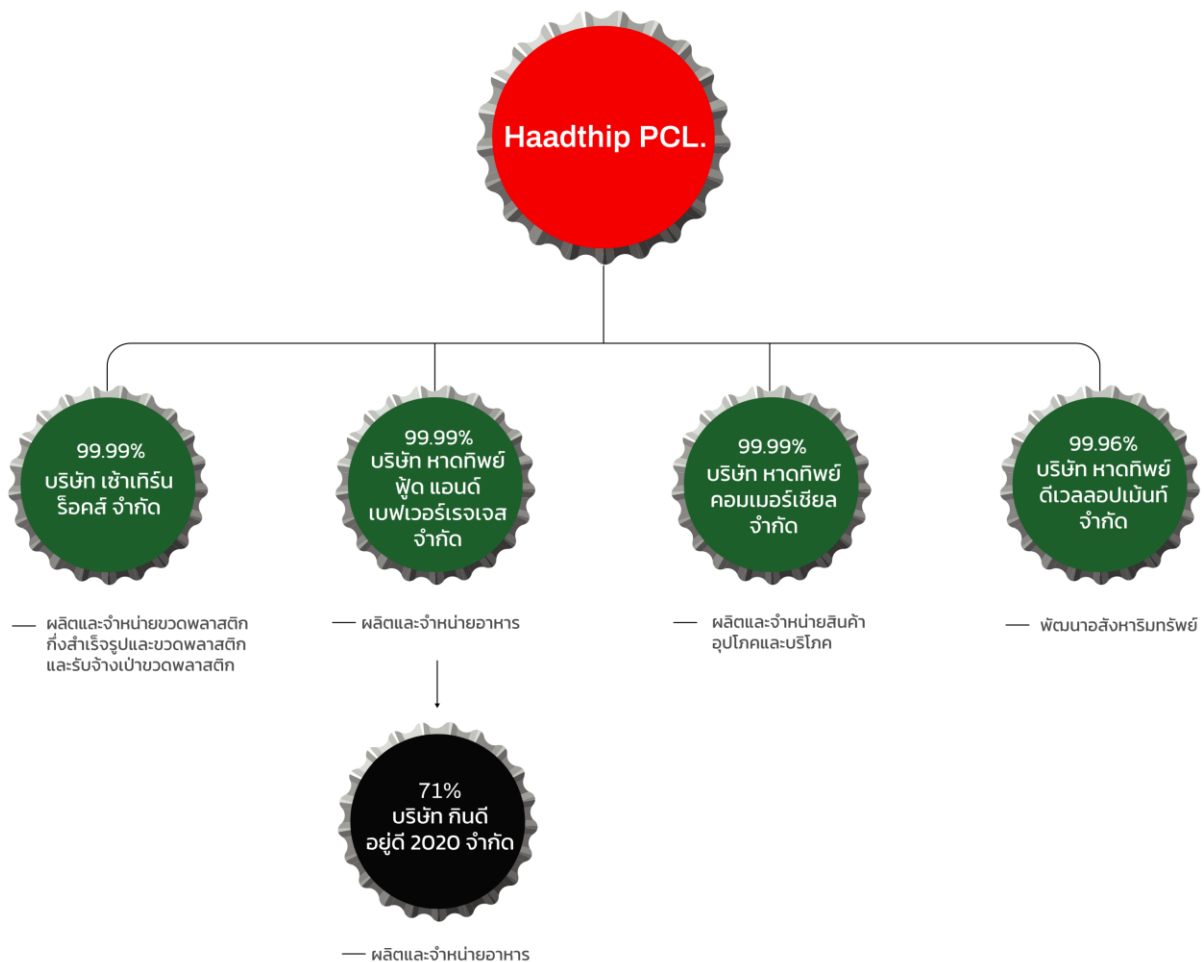 Haadthip PCL.
99.99%
บริษัท เซ้าเทิร์น
ร็อคส์ จำกัด
99.99%
บริษัท หาดทิพย์
ฟู้ด แอนด์
เบฟเวอร์เรจเจส
จำกัด
99.99%
บริษัท หาดทิพย์
คอมเมอร์เชียล
จำกัด
99.96%
บริษัท หาดทิพย์
ดีเวลลอปเม้นท์
จำกัด
ผลิตและจำหน่ายขวดพลาสติก
กึ่งสำเร็จรูปและขวดพลาสติก
และรับจ้างเป่าขวดพลาสติก
ผลิตและจำหน่ายอาหาร
ผลิตและจำหน่ายสินค้า
อุปโภคและบริโภค
พัฒนาอสังหาริมทรัพย์
71%
บริษัท กินดี
อยู่ดี 2020 จำกัด
ผลิตและจำหน่ายอาหาร